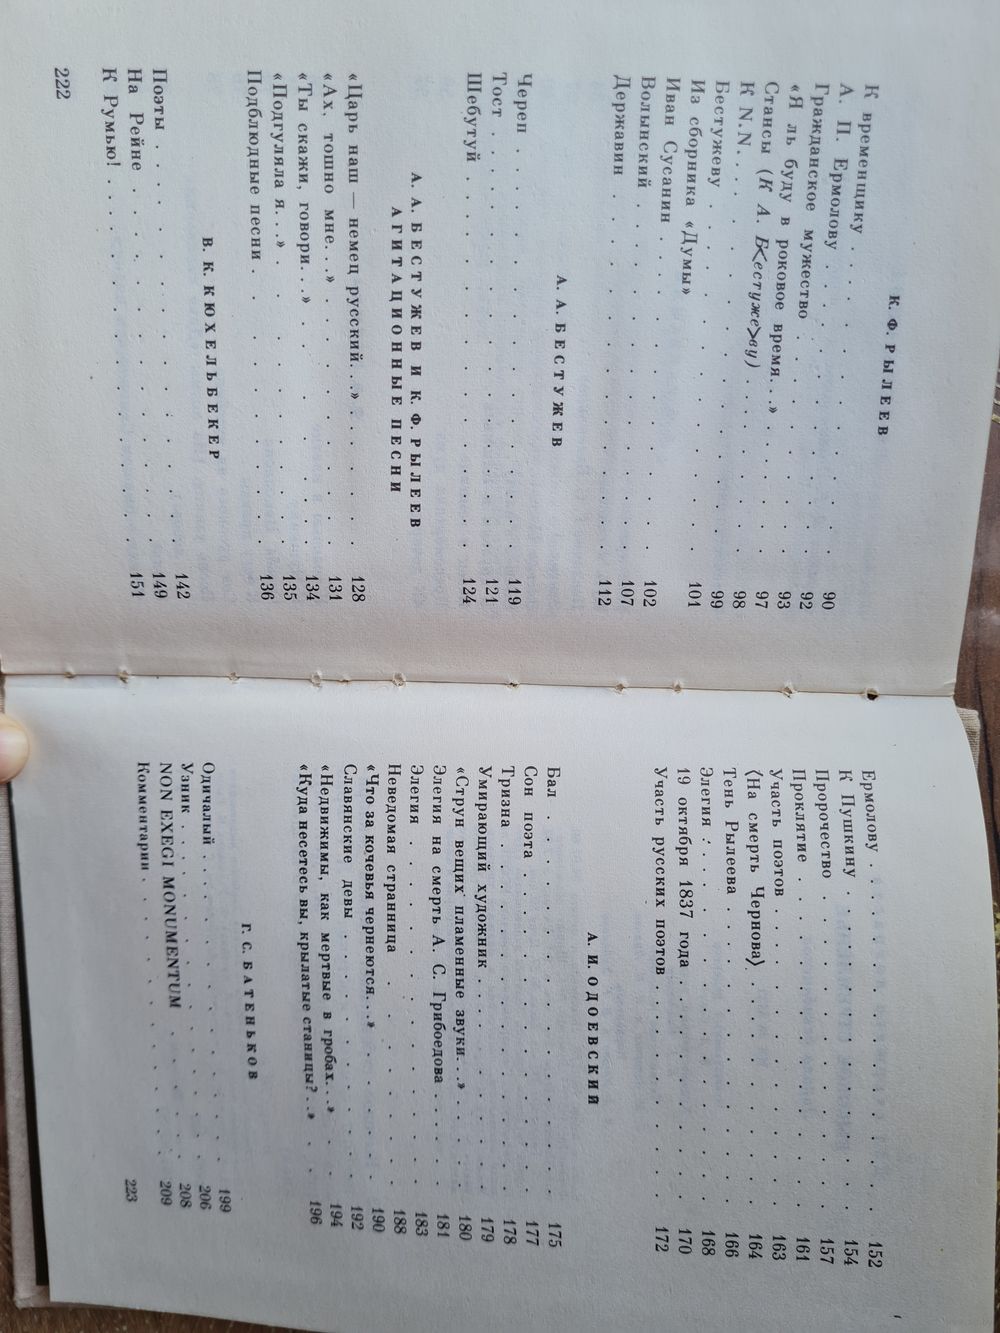 К. Ф. РЫЛЕЕВ
К временщику . . . . . . . . . . 90
А. П. Ермолову . . . . . . . . . . 92
Гражданское мужество . . . . . . . . 93
«Я ль буду в роковое время...» . . . . . 97
Стансы (К А. Б<естуже>ву) . . . . . . 98
К N.N. . . . . . . . . . . . . 99
Бестужеву . . . . . . . . . . . 101
Из сборника «Думы»
Иван Сусанин . . . . . . . . . . 102
Волынский . . . . . . . . . . . 107
Державин . . . . . . . . . . . 112
А. А. БЕСТУЖЕВ
Череп . . . . . . . . . . . . 119
Тост . . . . . . . . . . . . 121
Шебутуй . . . . . . . . . . . 124
А. А. БЕСТУЖЕВ И К. Ф. РЫЛЕЕВ
АГИТАЦИОННЫЕ ПЕСНИ
«Царь наш — немец русский...» . . . . . 128
«Ах, тошно мне...» . . . . . . . . 131
«Ты скажи, говори...» . . . . . . . 134
«Подгуляла я...» . . . . . . . . . 135
Подблюдные песни . . . . . . . . . 136
В. К. КЮХЕЛЬБЕКЕР
Поэты . . . . . . . . . . . . 142
На Рейне . . . . . . . . . . . 149
К Румью! . . . . . . . . . . . 151
222
Ермолову . . . . . . . . . . . 152
К Пушкину . . . . . . . . . . . 154
Пророчество . . . . . . . . . . 157
Проклятие . . . . . . . . . . . 161
Участь поэтов . . . . . . . . . . 163
⟨На смерть Чернова⟩ . . . . . . . . 164
Тень Рылеева . . . . . . . . . . 166
Элегия . . . . . . . . . . . . 168
19 октября 1837 года . . . . . . . . 170
Участь русских поэтов . . . . . . . . 172
А. И. ОДОЕВСКИЙ
Бал . . . . . . . . . . . . . 175
Сон поэта . . . . . . . . . . . 177
Тризна . . . . . . . . . . . . 178
Умирающий художник . . . . . . . . 179
«Струн вещих пламенные звуки...» . . . . 180
Элегия на смерть А. С. Грибоедова . . . . 181
Элегия . . . . . . . . . . . . 183
Неведомая странница . . . . . . . . 188
«Что за кочевья чернеются...» . . . . . 190
Славянские девы . . . . . . . . . 192
«Недвижимы, как мертвые в гробах...» . . . 194
«Куда несетесь вы, крылатые станицы?..» . . 196
Г. С. БАТЕНЬКОВ
Одичалый . . . . . . . . . . . 199
Узник . . . . . . . . . . . . 206
NON EXEGI MONUMENTUM . . . . . . 208
Комментарии . . . . . . . . . . 209
223